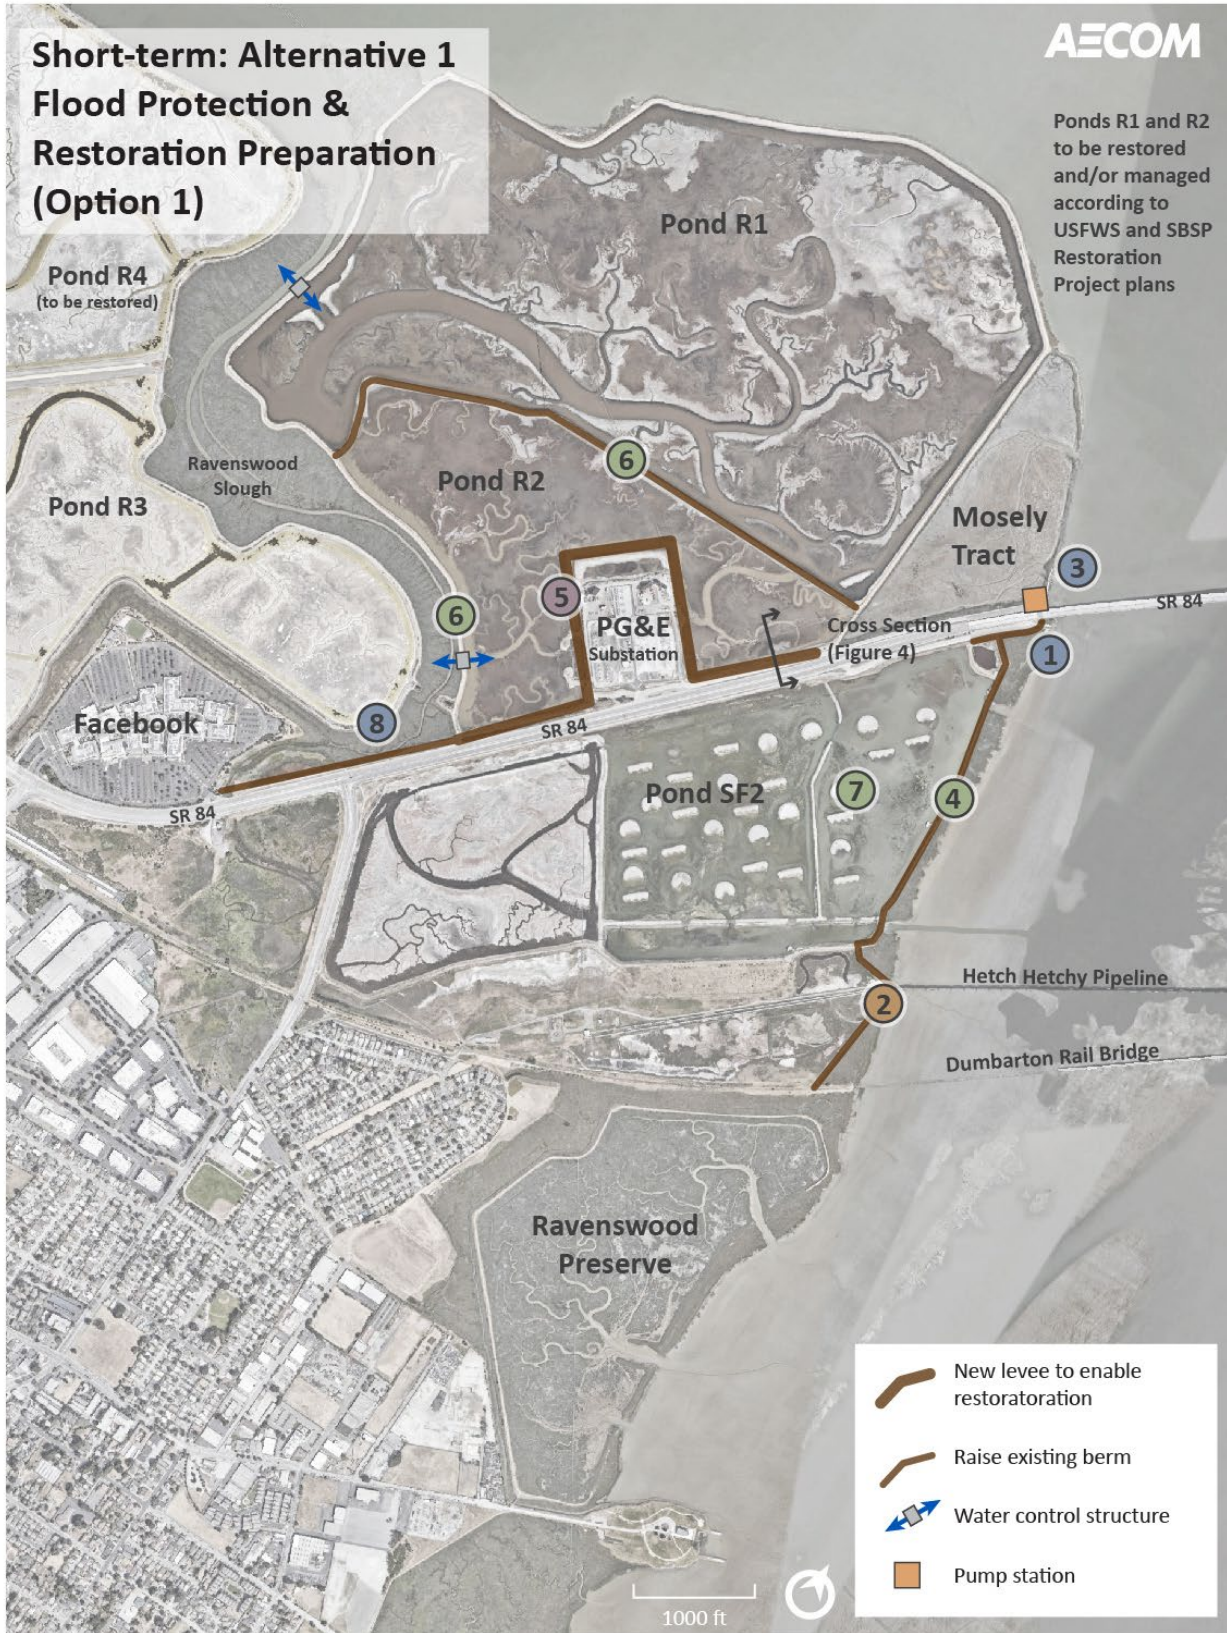 Short-term: Alternative 1
Flood Protection &
Restoration Preparation
(Option 1)
AECOM
Ponds R1 and R2
to be restored
and/or managed
according to
USFWS and SBSP
Restoration
Project plans
Pond R1
Pond R4
(to be restored)
Ravenswood
Slough
Pond R2
6
Pond R3
Mosely
Tract
3
5
PG&E
Substation
6
SR 84
Cross Section
(Figure 4)
1
Facebook
8
SR 84
Pond SF2
7
4
SR 84
Hetch Hetchy Pipeline
2
Dumbarton Rail Bridge
Ravenswood
Preserve
New levee to enable
restoratoration
Raise existing berm
Water control structure
Pump station
1000 ft